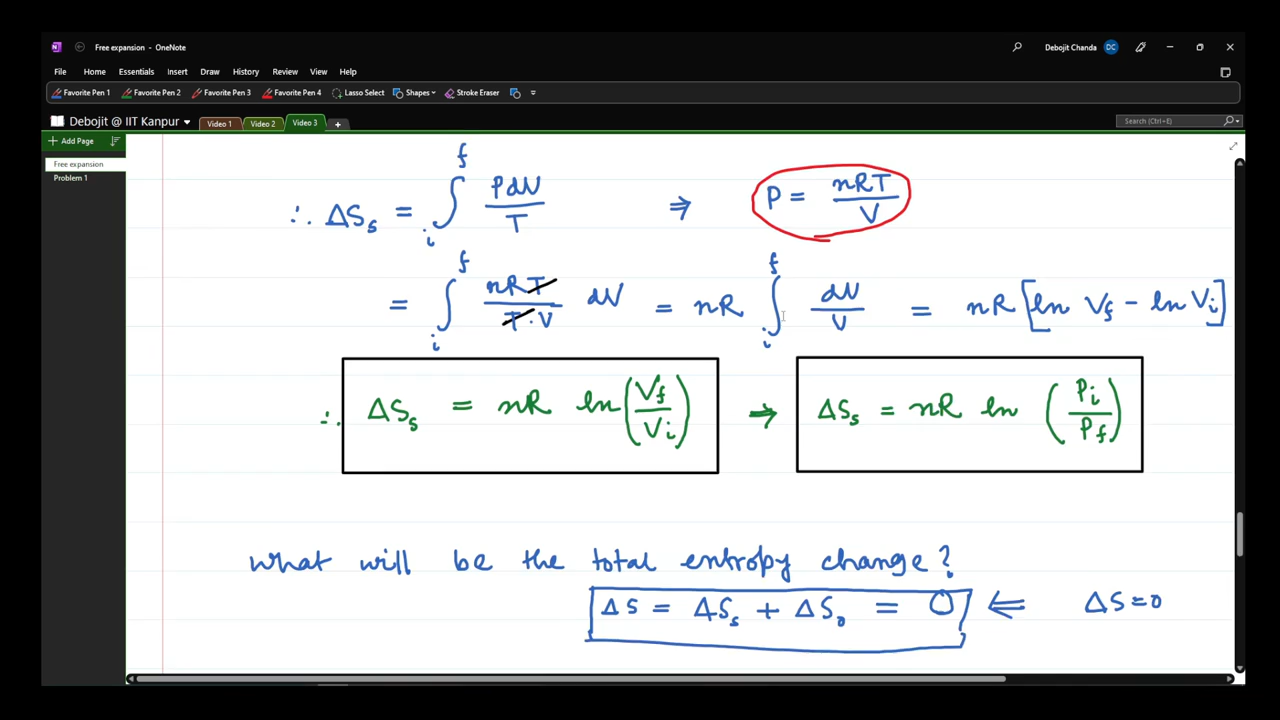 Free expansion - OneNote
Debojit Chanda DC
File Home Essentials Insert Draw History Review View Help
Favorite Pen 1 Favorite Pen 2 Favorite Pen 3 Favorite Pen 4 Lasso Select Shapes Stroke Eraser
Debojit @ IIT Kanpur Video 1 Video 2 Video 3 +
Search (Ctrl+E)
Add Page
Free expansion
Problem 1
∴ ΔS_s = ∫_i^f PdV/T ⇒ P = nRT/V
= ∫_i^f nRT/T·V dV = nR ∫_i^f dV/V = nR [ln V_f − ln V_i]
∴ ΔS_s = nR ln (V_f/V_i) → ΔS_s = nR ln (P_i/P_f)
What will be the total entropy change?
ΔS = ΔS_s + ΔS_0 = 0 ⇐ ΔS=0